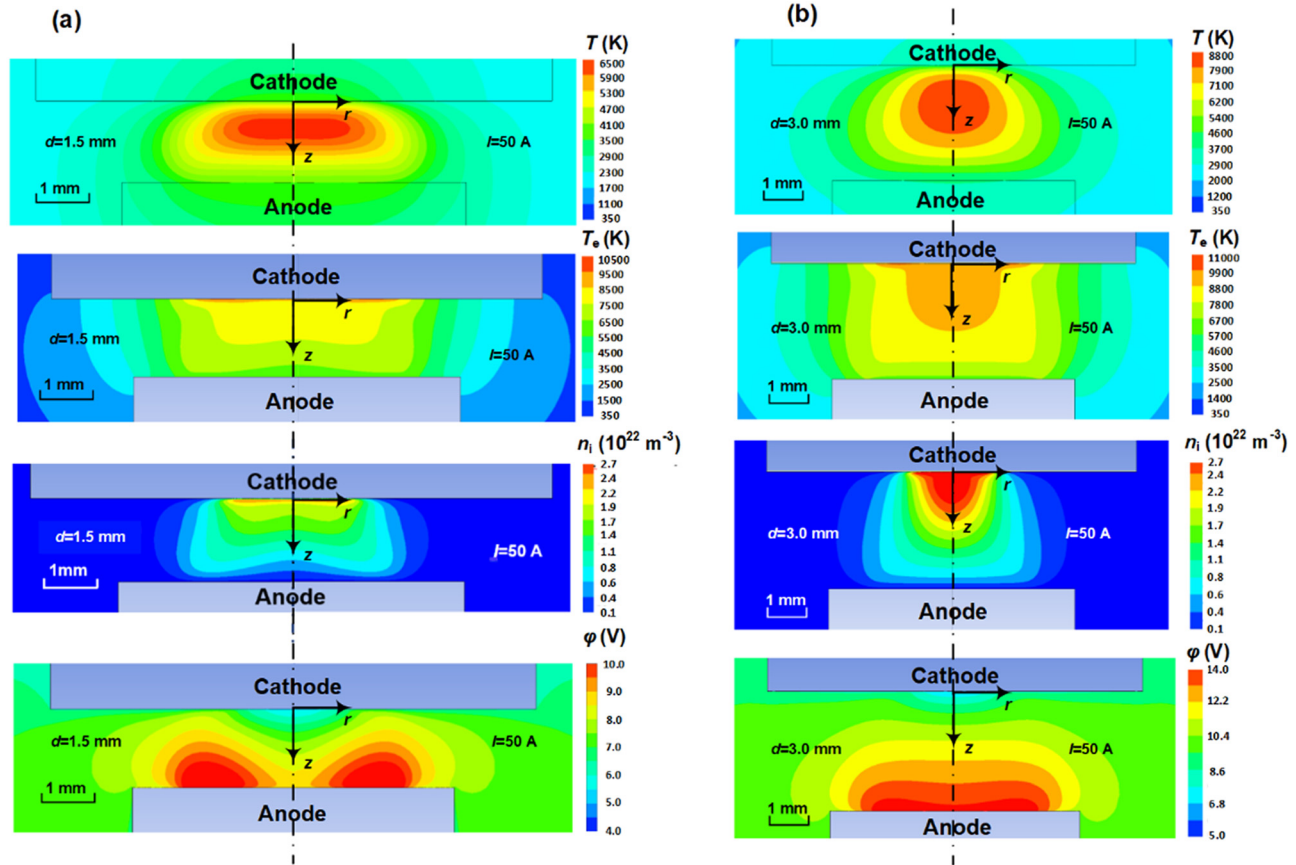 (a)
T (K)
6500
5900
4700
4100
3500
2900
2300
1700
1100
350
Cathode
r
d=1.5 mm
I=50 A
z
1 mm
Anode
Te (K)
10500
9500
8500
7500
6500
5500
4500
3500
2500
1500
350
Cathode
r
d=1.5 mm
I=50 A
z
1 mm
Anode
ni (10²² m⁻³)
2.7
2.4
2.2
1.9
1.7
1.4
1.1
0.8
0.6
0.4
0.1
Cathode
r
d=1.5 mm
I=50 A
z
1mm
Anode
φ (V)
10.0
9.0
8.0
7.0
6.0
5.0
4.0
Cathode
r
d=1.5 mm
I=50 A
z
1 mm
Anode
(b)
T (K)
8800
7900
7100
6200
5400
4600
3700
2800
2000
1200
350
Cathode
r
d=3.0 mm
I=50 A
z
1 mm
Anode
Te (K)
11000
9900
8800
7700
6700
5700
4600
3500
2500
1400
350
Cathode
r
d=3.0 mm
I=50 A
z
1 mm
Anode
ni (10²² m⁻³)
2.7
2.4
2.2
1.9
1.4
1.1
0.8
0.6
0.4
0.1
Cathode
r
d=3.0 mm
I=50 A
z
1 mm
Anode
φ (V)
14.0
12.2
10.4
8.6
6.8
5.0
Cathode
r
d=3.0 mm
I=50 A
z
1 mm
Anode